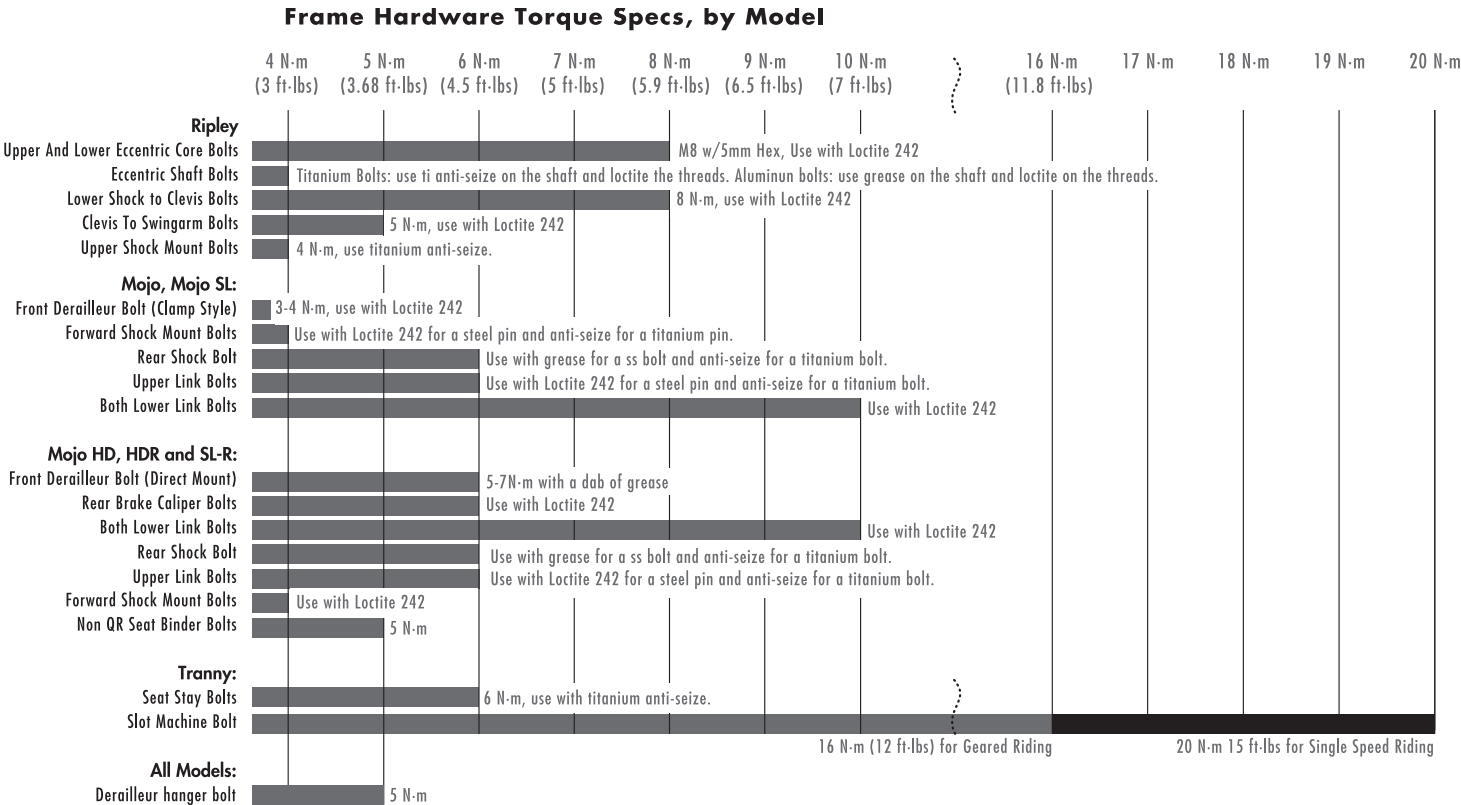 Frame Hardware Torque Specs, by Model
4 N·m 5 N·m 6 N·m 7 N·m 8 N·m 9 N·m 10 N·m 16 N·m 17 N·m 18 N·m 19 N·m 20 N·m
(3 ft·lbs) (3.68 ft·lbs) (4.5 ft·lbs) (5 ft·lbs) (5.9 ft·lbs) (6.5 ft·lbs) (7 ft·lbs) (11.8 ft·lbs)
Ripley
Upper And Lower Eccentric Core Bolts M8 w/5mm Hex, Use with Loctite 242
Eccentric Shaft Bolts Titanium Bolts: use ti anti-seize on the shaft and loctite the threads. Aluminun bolts: use grease on the shaft and loctite on the threads.
Lower Shock to Clevis Bolts 8 N·m, use with Loctite 242
Clevis To Swingarm Bolts 5 N·m, use with Loctite 242
Upper Shock Mount Bolts 4 N·m, use titanium anti-seize.
Mojo, Mojo SL:
Front Derailleur Bolt (Clamp Style) 3-4 N·m, use with Loctite 242
Forward Shock Mount Bolts Use with Loctite 242 for a steel pin and anti-seize for a titanium pin.
Rear Shock Bolt Use with grease for a ss bolt and anti-seize for a titanium bolt.
Upper Link Bolts Use with Loctite 242 for a steel pin and anti-seize for a titanium bolt.
Both Lower Link Bolts Use with Loctite 242
Mojo HD, HDR and SL-R:
Front Derailleur Bolt (Direct Mount) 5-7N·m with a dab of grease
Rear Brake Caliper Bolts Use with Loctite 242
Both Lower Link Bolts Use with Loctite 242
Rear Shock Bolt Use with grease for a ss bolt and anti-seize for a titanium bolt.
Upper Link Bolts Use with Loctite 242 for a steel pin and anti-seize for a titanium bolt.
Forward Shock Mount Bolts Use with Loctite 242
Non QR Seat Binder Bolts 5 N·m
Tranny:
Seat Stay Bolts 6 N·m, use with titanium anti-seize.
Slot Machine Bolt
16 N·m (12 ft·lbs) for Geared Riding 20 N·m 15 ft·lbs for Single Speed Riding
All Models:
Derailleur hanger bolt 5 N·m